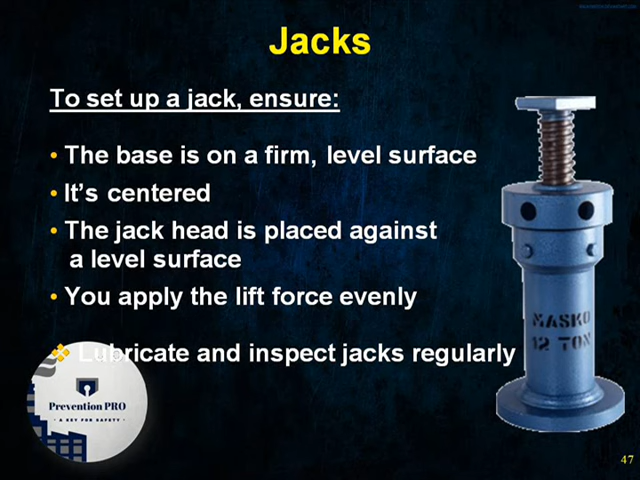 Jacks
To set up a jack, ensure:
• The base is on a firm, level surface
• It's centered
• The jack head is placed against
a level surface
• You apply the lift force evenly
❖ Lubricate and inspect jacks regularly
MASKO
12 TON
Prevention PRO
• A KEY FOR SAFETY •
47